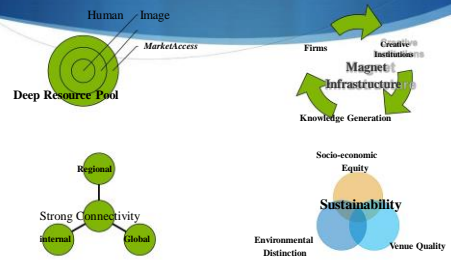 Human Image
MarketAccess
Deep Resource Pool
Firms
Creative
Institutions
Magnet
Infrastructure
Knowledge Generation
Regional
Strong Connectivity
internal
Global
Socio-economic
Equity
Sustainability
Environmental
Distinction
Venue Quality